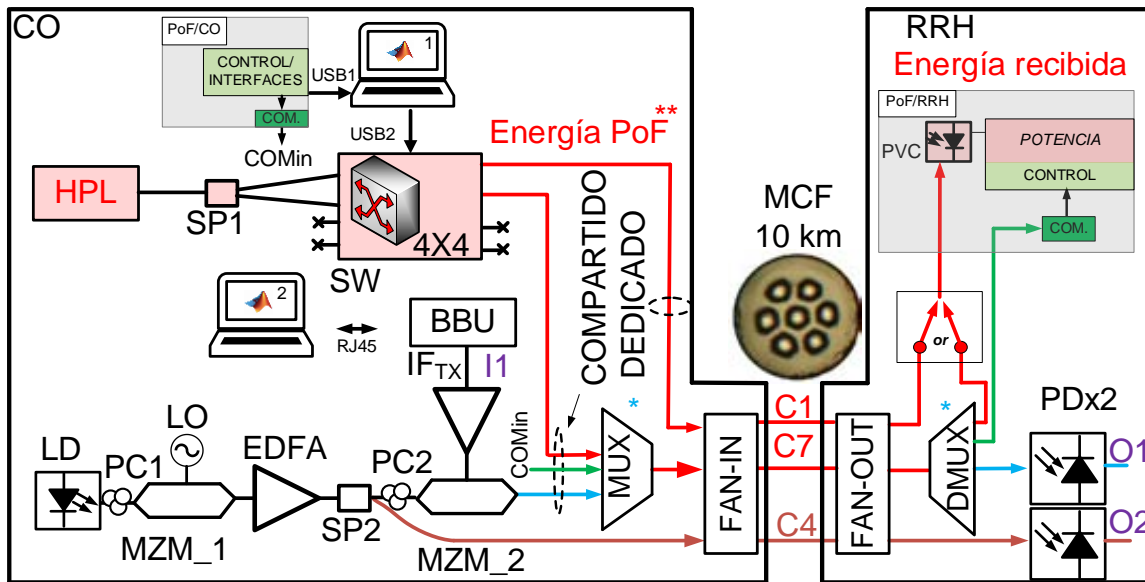 CO
PoF/CO
CONTROL/
INTERFACES
USB1
COM.
COMin
1
USB2
Energía PoF**
HPL
SP1
4X4
SW
2
RJ45
BBU
IFTX
I1
COMPARTIDO
DEDICADO
COMin
MUX
*
LD
PC1
LO
MZM_1
EDFA
SP2
PC2
MZM_2
FAN-IN
MCF
10 km
C1
C7
C4
RRH
Energía recibida
PoF/RRH
PVC
POTENCIA
CONTROL
COM.
or
FAN-OUT
*
DMUX
PDx2
O1
O2